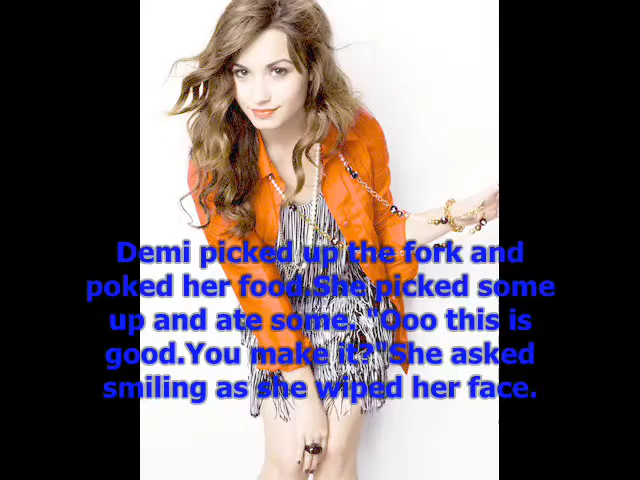 Demi picked up the fork and
poked her food.She picked some
up and ate some. "Ooo this is
good.You make it?"She asked
smiling as she wiped her face.